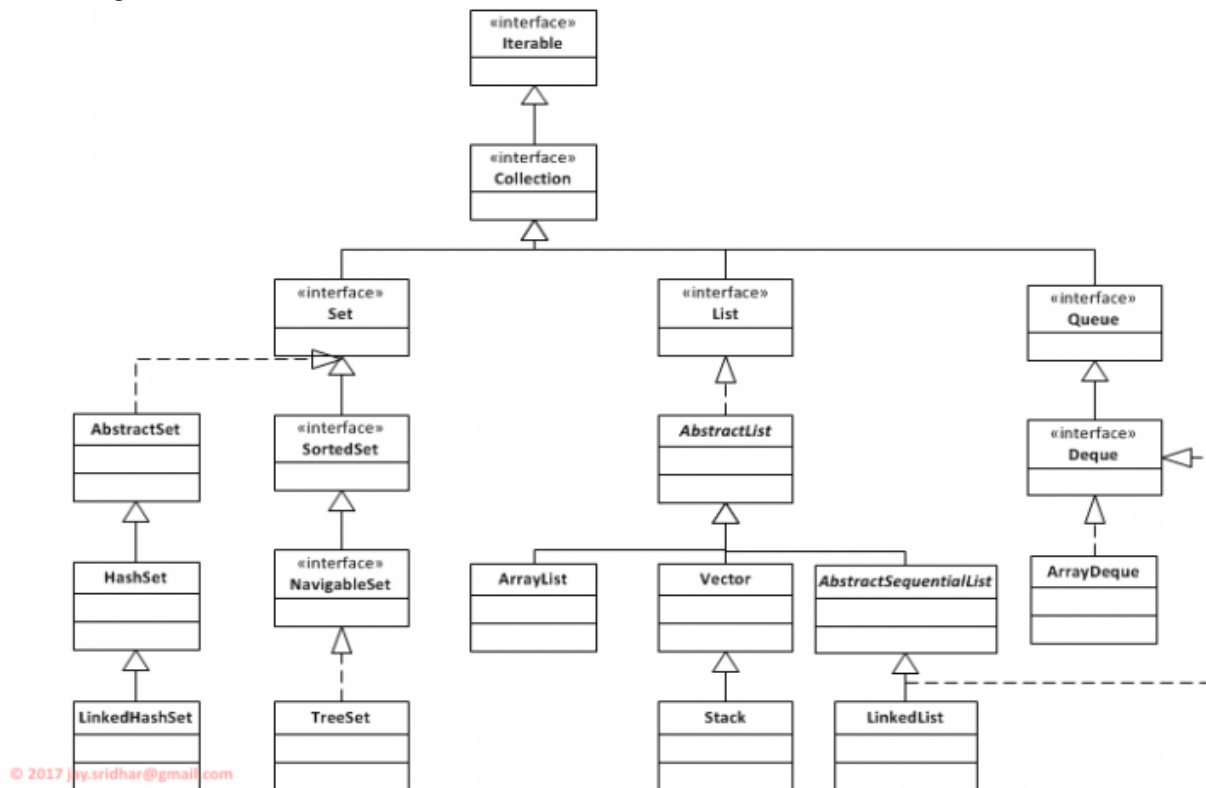 «interface»
Iterable
«interface»
Collection
«interface»
Set
«interface»
List
«interface»
Queue
AbstractSet
«interface»
SortedSet
AbstractList
«interface»
Deque
HashSet
«interface»
NavigableSet
ArrayList
Vector
AbstractSequentialList
ArrayDeque
LinkedHashSet
TreeSet
Stack
LinkedList
© 2017 jay.sridhar@gmail.com